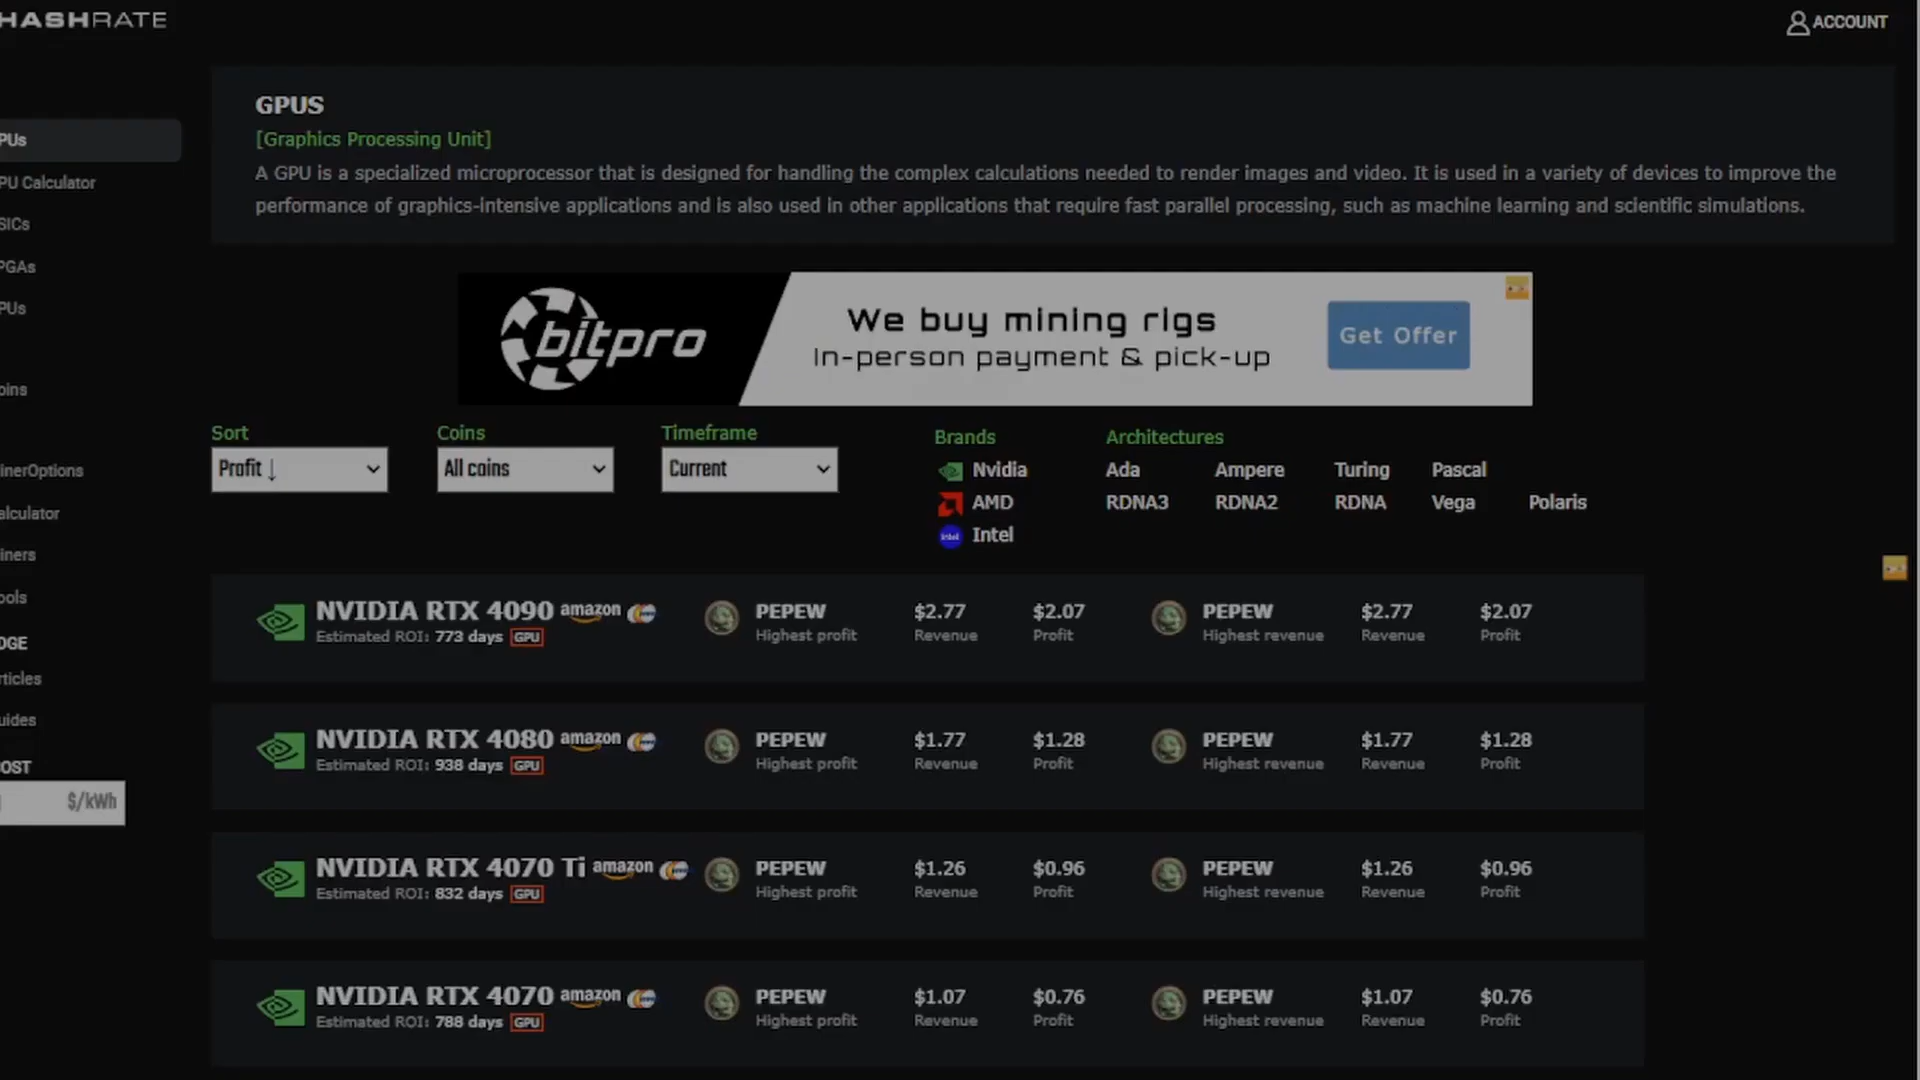 HASHRATE
ACCOUNT
PUs
PU Calculator
SICs
PGAs
PUs
oins
inerOptions
alculator
iners
ools
DGE
rticles
uides
OST
$/kWh
GPUS
[Graphics Processing Unit]
A GPU is a specialized microprocessor that is designed for handling the complex calculations needed to render images and video. It is used in a variety of devices to improve the
performance of graphics-intensive applications and is also used in other applications that require fast parallel processing, such as machine learning and scientific simulations.
bitpro
We buy mining rigs
In-person payment & pick-up
Get Offer
Sort
Profit ↓
Coins
All coins
Timeframe
Current
Brands
Nvidia
AMD
intel Intel
Architectures
Ada Ampere Turing Pascal
RDNA3 RDNA2 RDNA Vega Polaris
NVIDIA RTX 4090 amazon PEPEW $2.77 $2.07 PEPEW $2.77 $2.07
Estimated ROI: 773 days GPU Highest profit Revenue Profit Highest revenue Revenue Profit
NVIDIA RTX 4080 amazon PEPEW $1.77 $1.28 PEPEW $1.77 $1.28
Estimated ROI: 938 days GPU Highest profit Revenue Profit Highest revenue Revenue Profit
NVIDIA RTX 4070 Ti amazon PEPEW $1.26 $0.96 PEPEW $1.26 $0.96
Estimated ROI: 832 days GPU Highest profit Revenue Profit Highest revenue Revenue Profit
NVIDIA RTX 4070 amazon PEPEW $1.07 $0.76 PEPEW $1.07 $0.76
Estimated ROI: 788 days GPU Highest profit Revenue Profit Highest revenue Revenue Profit